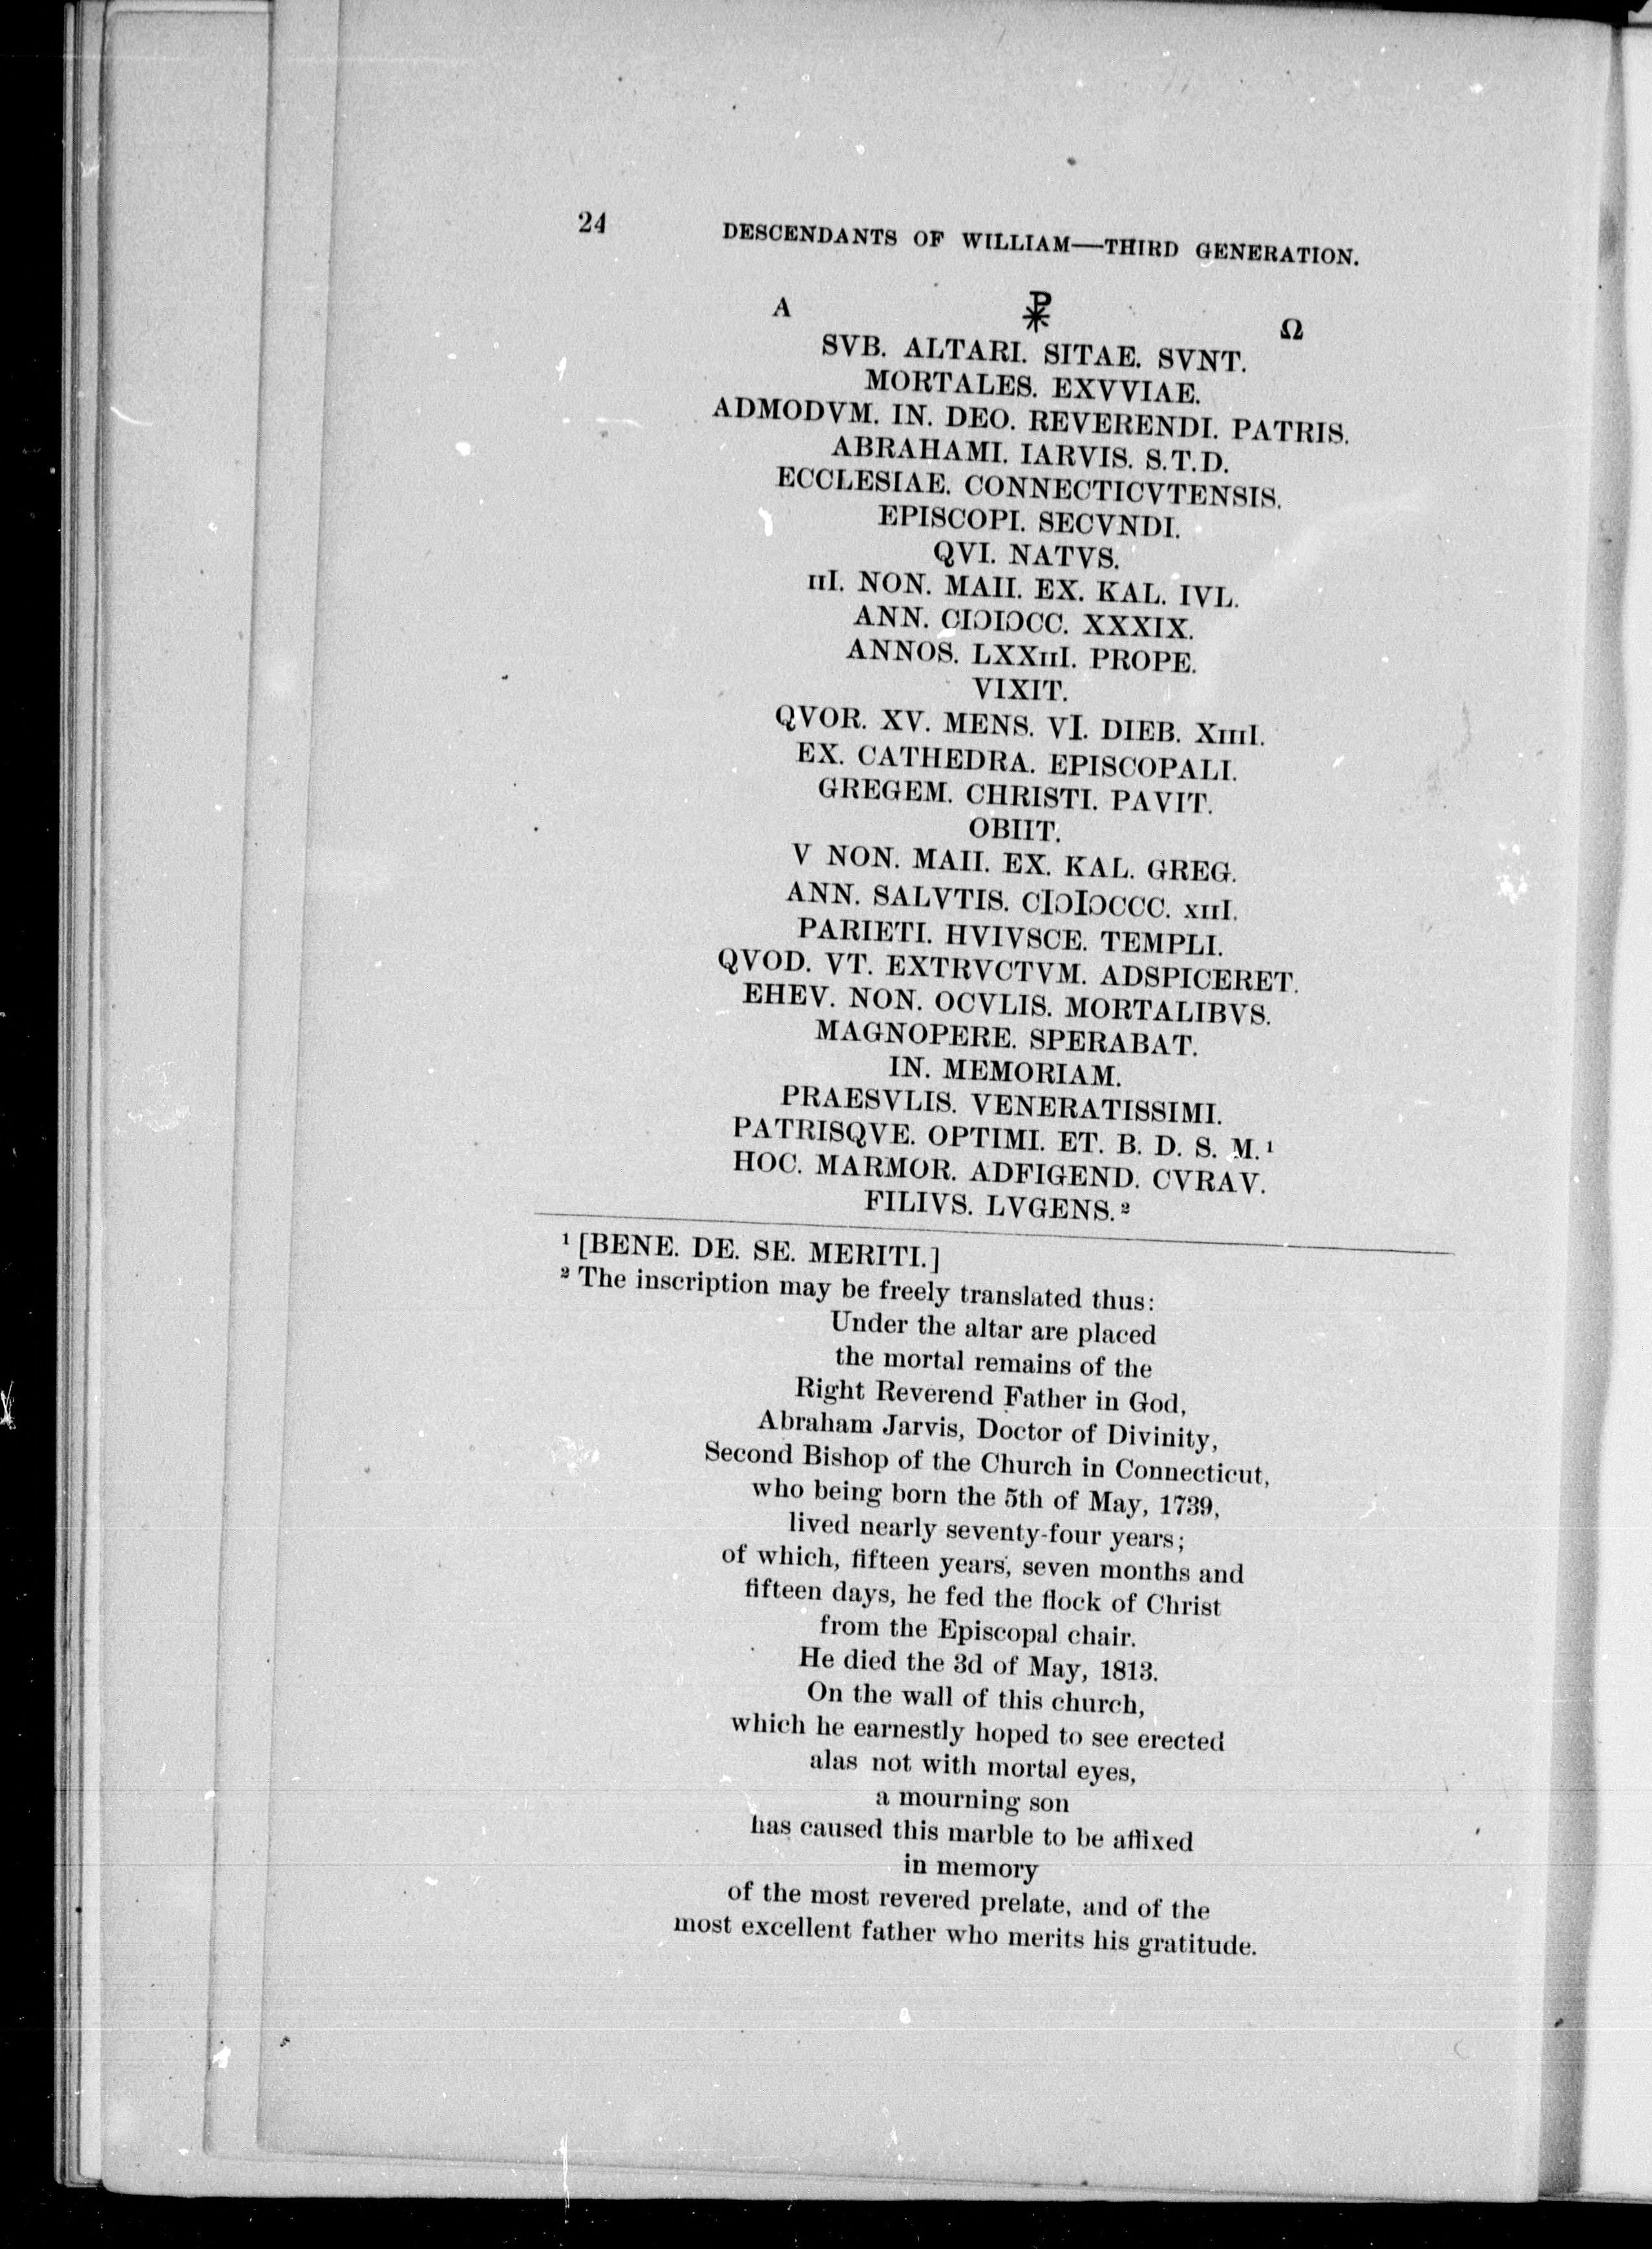 24 DESCENDANTS OF WILLIAM—THIRD GENERATION.
A ☧ Ω
SVB. ALTARI. SITAE. SVNT.
MORTALES. EXVVIAE.
ADMODVM. IN. DEO. REVERENDI. PATRIS.
ABRAHAMI. IARVIS. S.T.D.
ECCLESIAE. CONNECTICVTENSIS.
EPISCOPI. SECVNDI.
QVI. NATVS.
ııI. NON. MAII. EX. KAL. IVL.
ANN. CIↃIↃCC. XXXIX.
ANNOS. LXXııI. PROPE.
VIXIT.
QVOR. XV. MENS. VI. DIEB. XıııI.
EX. CATHEDRA. EPISCOPALI.
GREGEM. CHRISTI. PAVIT.
OBIIT.
V NON. MAII. EX. KAL. GREG.
ANN. SALVTIS. CIↃIↃCCC. xııI.
PARIETI. HVIVSCE. TEMPLI.
QVOD. VT. EXTRVCTVM. ADSPICERET.
EHEV. NON. OCVLIS. MORTALIBVS.
MAGNOPERE. SPERABAT.
IN. MEMORIAM.
PRAESVLIS. VENERATISSIMI.
PATRISQVE. OPTIMI. ET. B. D. S. M.¹
HOC. MARMOR. ADFIGEND. CVRAV.
FILIVS. LVGENS.²
¹ [BENE. DE. SE. MERITI.]
² The inscription may be freely translated thus:
Under the altar are placed
the mortal remains of the
Right Reverend Father in God,
Abraham Jarvis, Doctor of Divinity,
Second Bishop of the Church in Connecticut,
who being born the 5th of May, 1739,
lived nearly seventy-four years;
of which, fifteen years, seven months and
fifteen days, he fed the flock of Christ
from the Episcopal chair.
He died the 3d of May, 1813.
On the wall of this church,
which he earnestly hoped to see erected
alas not with mortal eyes,
a mourning son
has caused this marble to be affixed
in memory
of the most revered prelate, and of the
most excellent father who merits his gratitude.